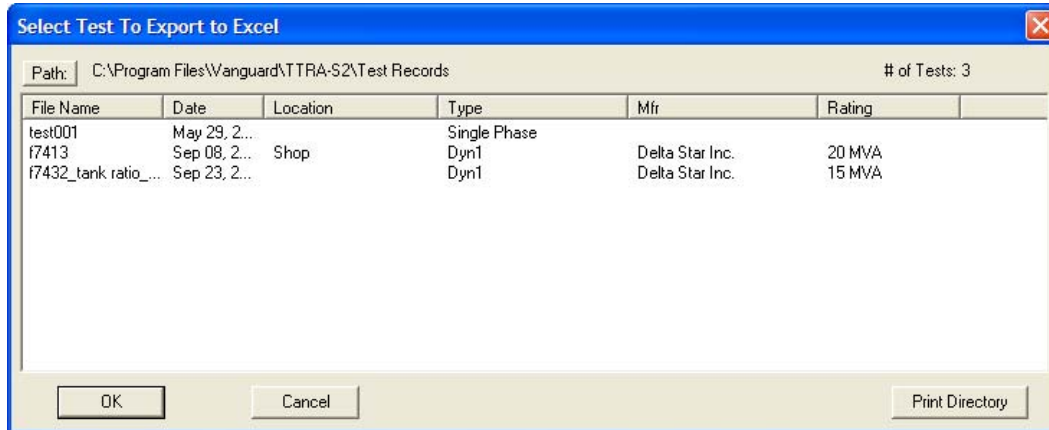 Select Test To Export to Excel
Path: C:\Program Files\Vanguard\TTRA-S2\Test Records # of Tests: 3
File Name Date Location Type Mfr Rating
test001 May 29, 2... Single Phase
f7413 Sep 08, 2... Shop Dyn1 Delta Star Inc. 20 MVA
f7432_tank ratio_... Sep 23, 2... Dyn1 Delta Star Inc. 15 MVA
OK Cancel Print Directory